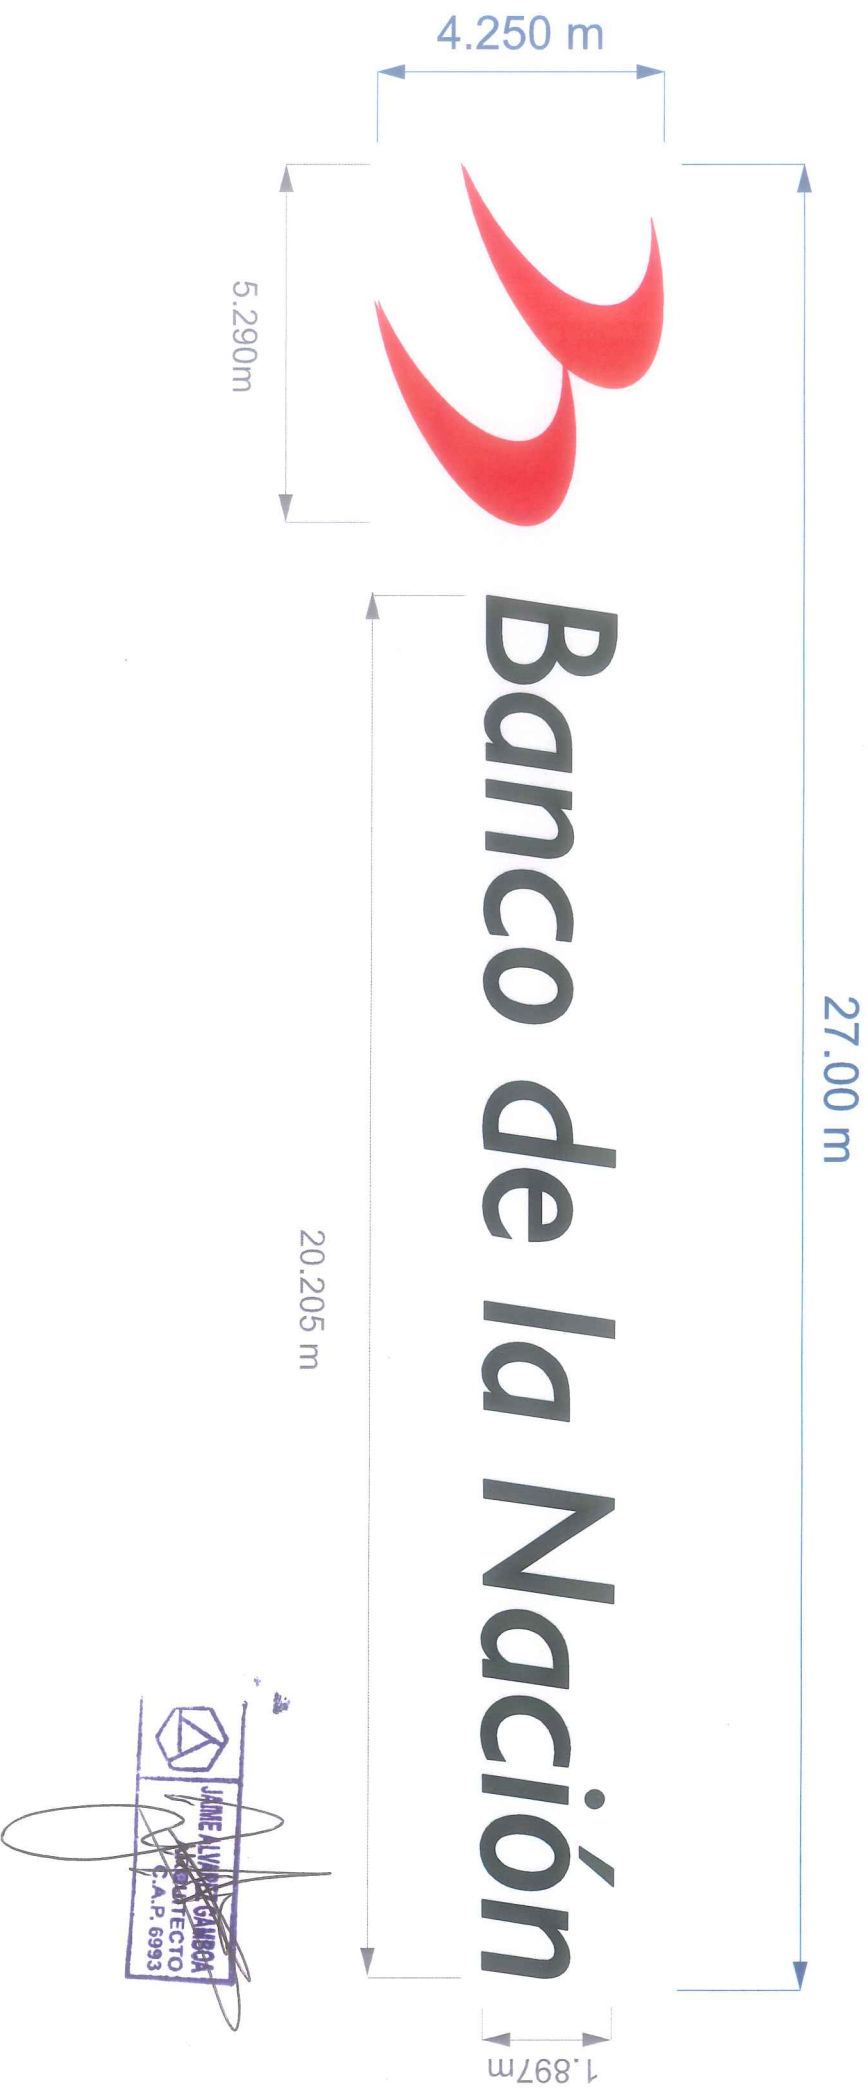 4.250 m
27.00 m
5.290m
Banco de la Nación
20.205 m
1.897m
JAIME ALVAREZ GAMBOA
ARQUITECTO
C.A.P. 6993